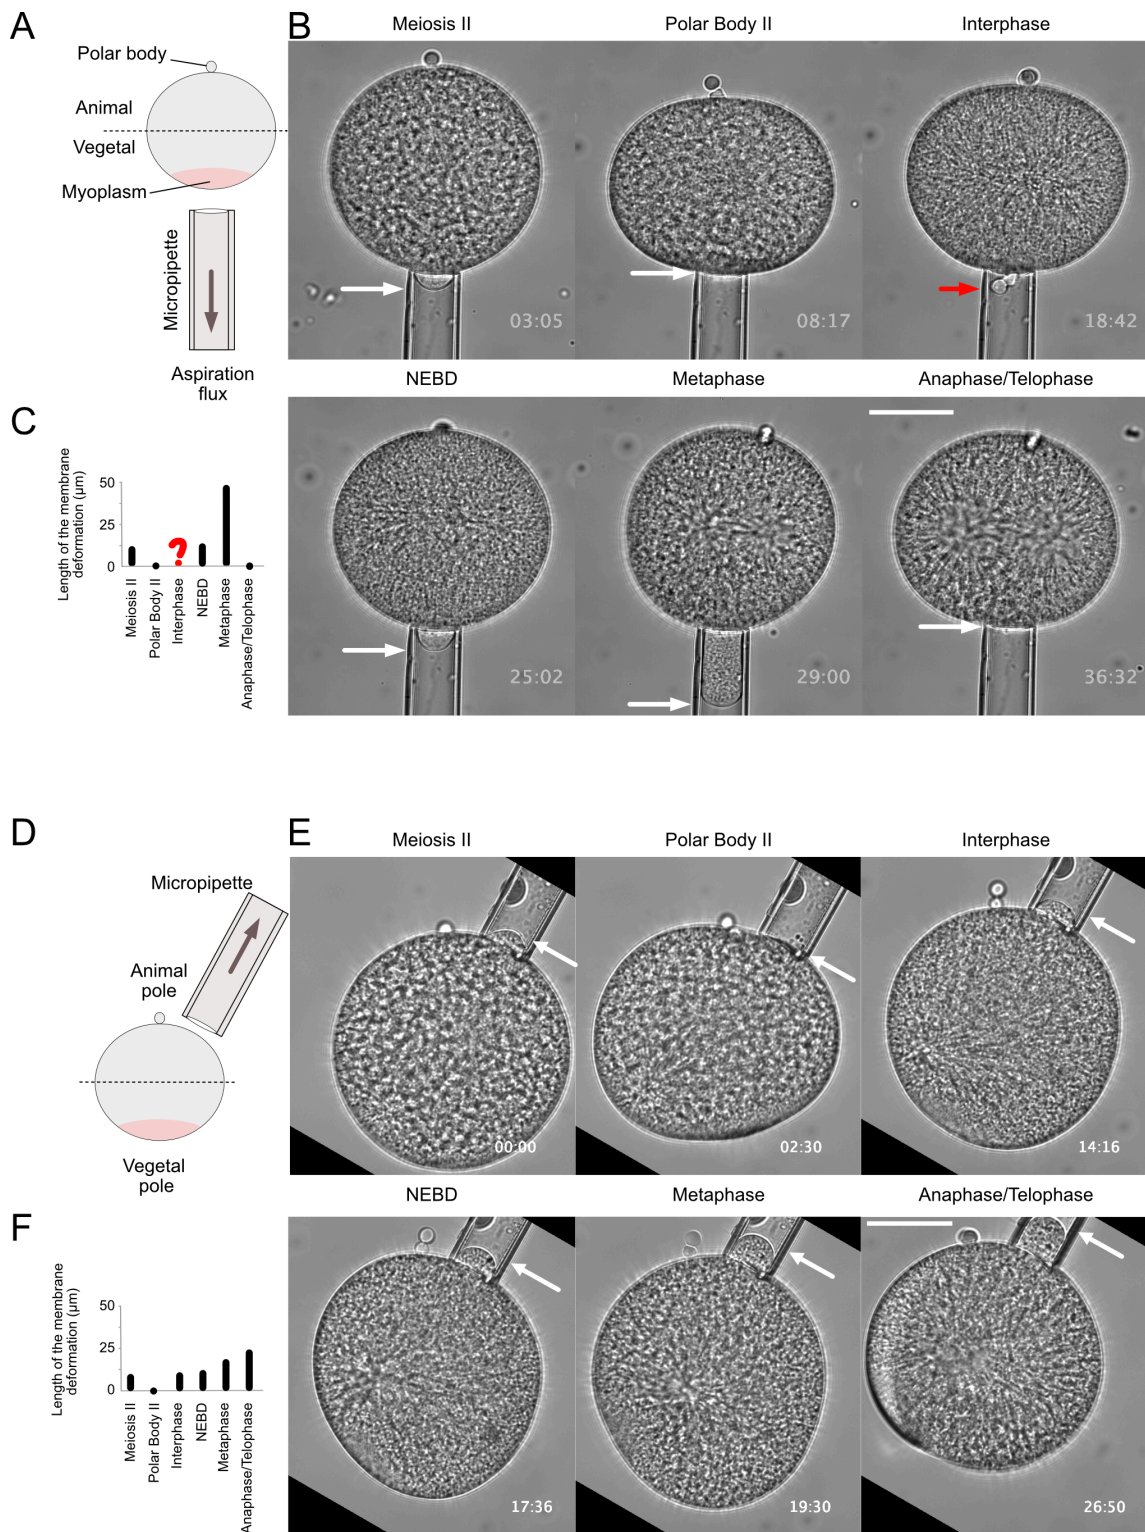 A
Polar body
Animal
Vegetal
Myoplasm
Micropipette
Aspiration
flux
B
Meiosis II
Polar Body II
Interphase
03:05
08:17
18:42
NEBD
Metaphase
Anaphase/Telophase
25:02
29:00
36:32
C
Length of the membrane
deformation (µm)
50
25
0
?
Meiosis II
Polar Body II
Interphase
NEBD
Metaphase
Anaphase/Telophase
D
Micropipette
Animal
pole
Vegetal
pole
E
Meiosis II
Polar Body II
Interphase
00:00
02:30
14:16
NEBD
Metaphase
Anaphase/Telophase
17:36
19:30
26:50
F
Length of the membrane
deformation (µm)
50
25
0
Meiosis II
Polar Body II
Interphase
NEBD
Metaphase
Anaphase/Telophase